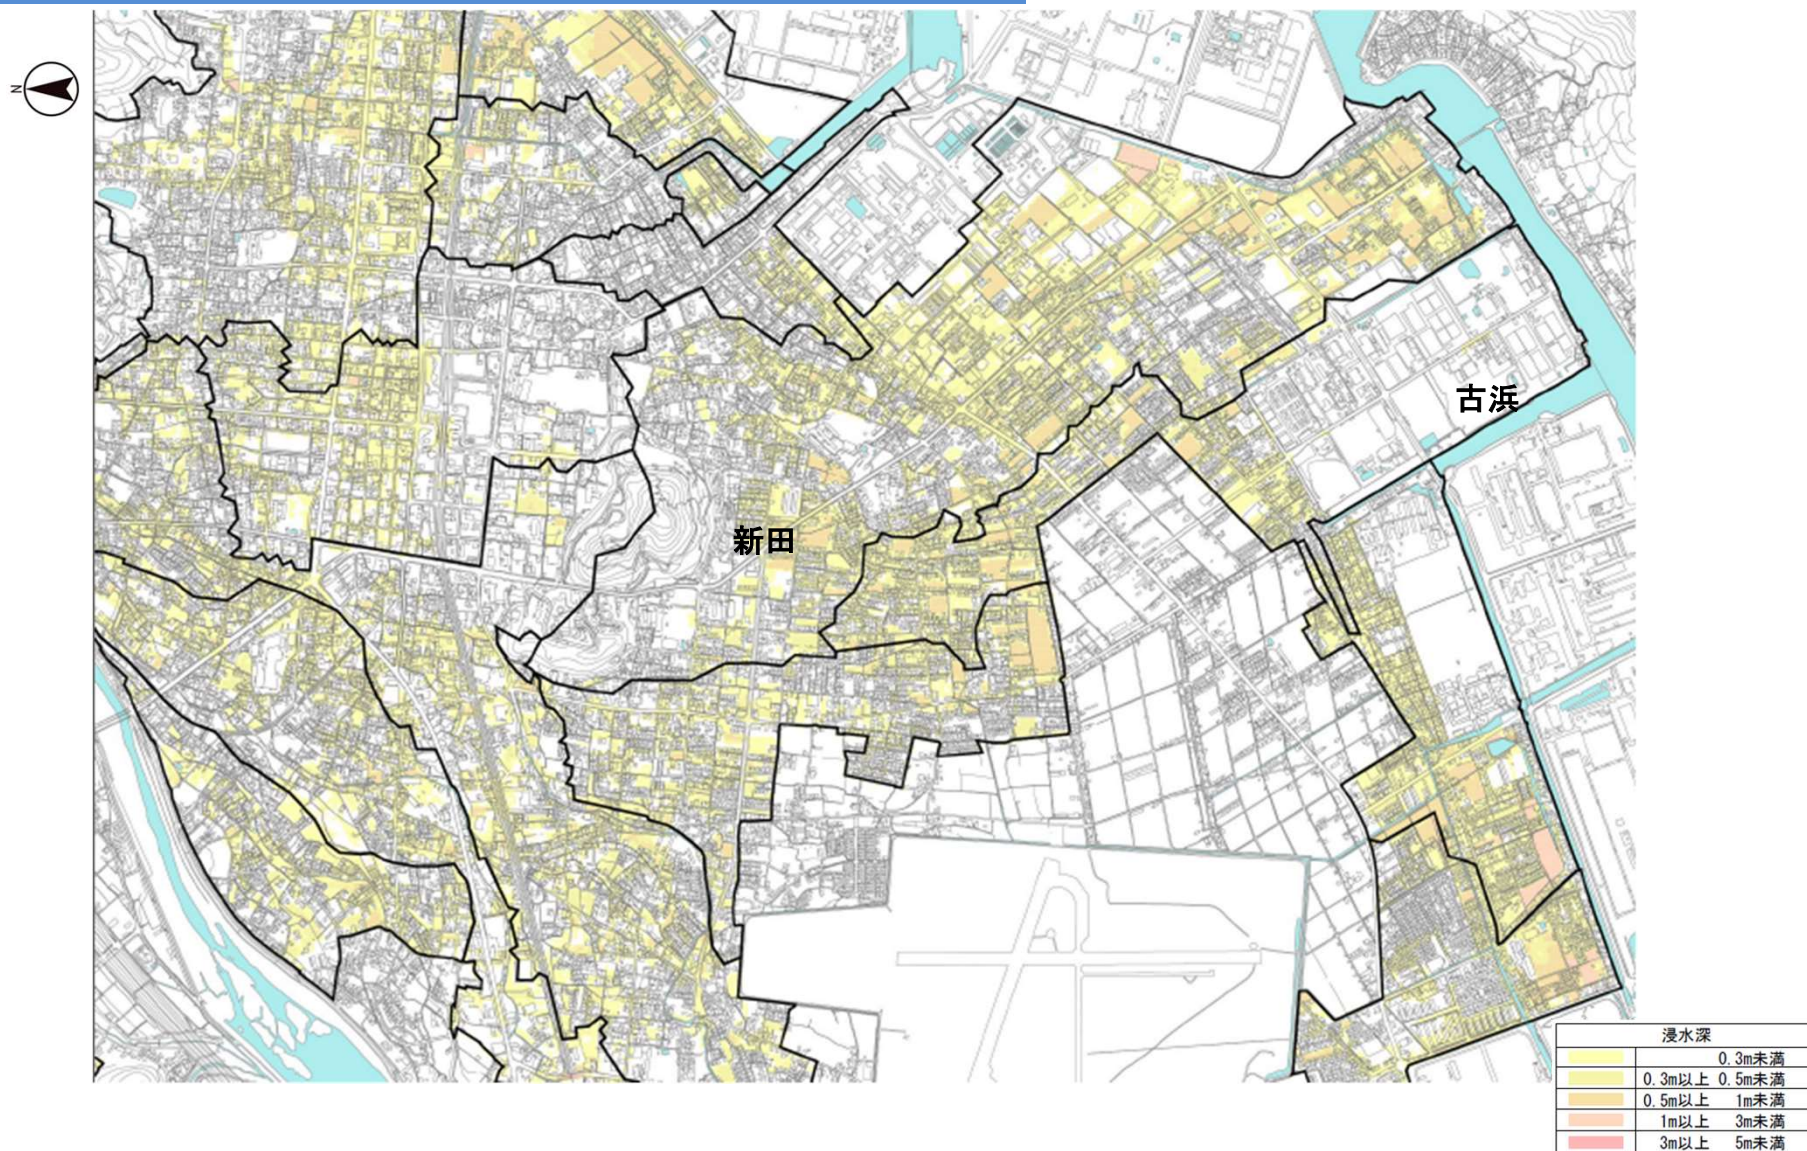 N
古浜
新田
浸水深
0.3m未満
0.3m以上 0.5m未満
0.5m以上 1m未満
1m以上 3m未満
3m以上 5m未満